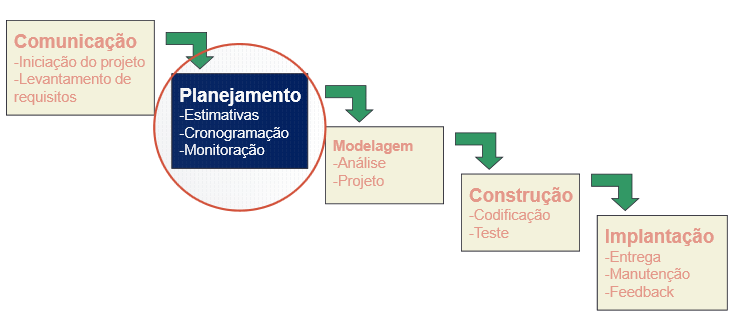 Comunicação
-Iniciação do projeto
-Levantamento de
requisitos
Planejamento
-Estimativas
-Cronogramação
-Monitoração
Modelagem
-Análise
-Projeto
Construção
-Codificação
-Teste
Implantação
-Entrega
-Manutenção
-Feedback